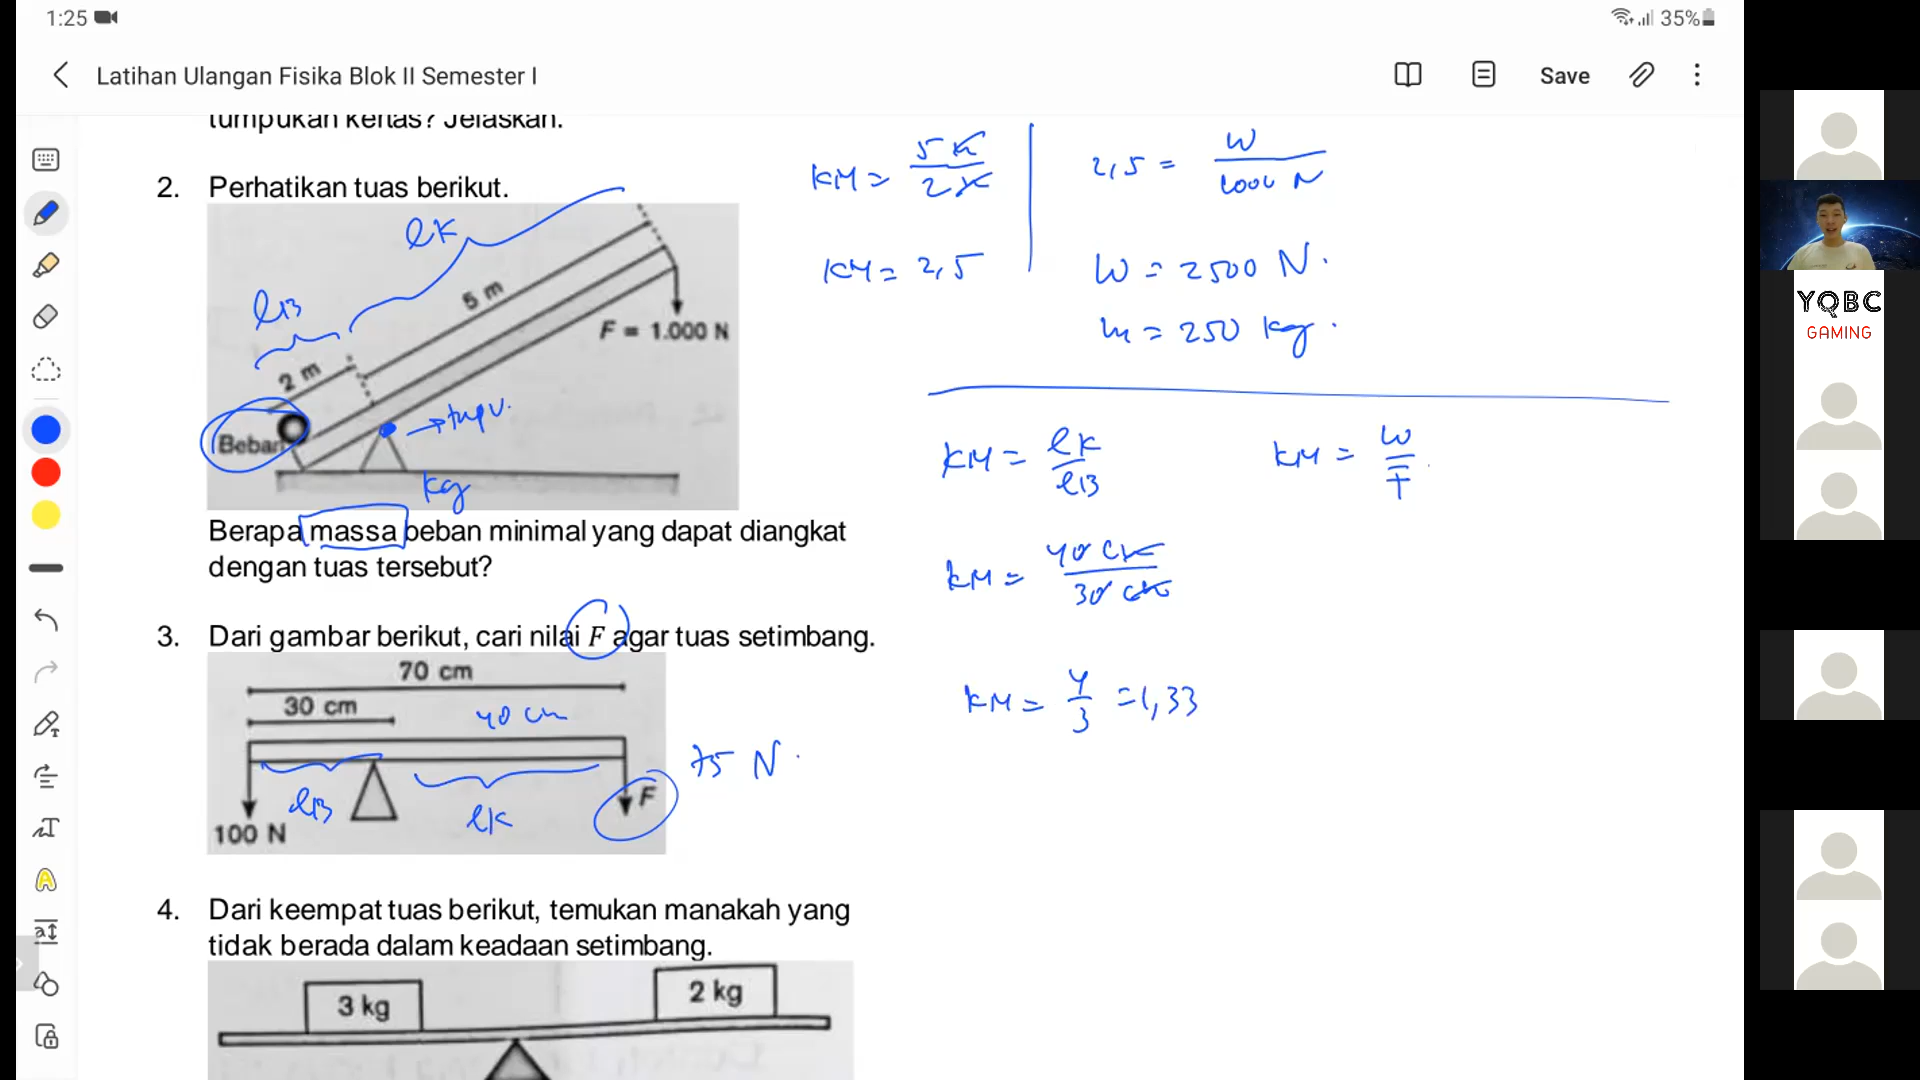 1:25
35%
Latihan Ulangan Fisika Blok II Semester I
Save
tumpukan kertas? Jelaskan.
2. Perhatikan tuas berikut.
lK
lB
5 m
2 m
F = 1.000 N
Beban
tmpu.
kg
Berapa massa beban minimal yang dapat diangkat
dengan tuas tersebut?
KM = 5 m / 2 m
KM = 2,5
2,5 = W / 1000 N
W = 2500 N.
m = 250 kg.
KM = lK / lB
KM = W / F
KM = 40 cm / 30 cm
KM = 4 / 3 = 1,33
3. Dari gambar berikut, cari nilai F agar tuas setimbang.
70 cm
30 cm
40 cm
lB
lK
100 N
F
75 N.
4. Dari keempat tuas berikut, temukan manakah yang
tidak berada dalam keadaan setimbang.
3 kg
2 kg
YQBC
GAMING